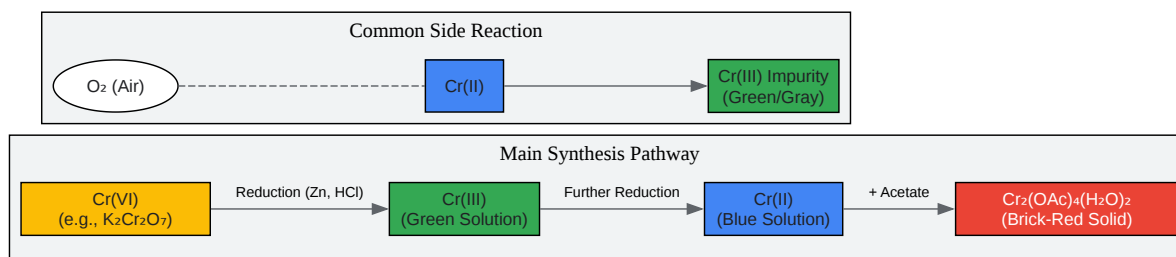 Common Side Reaction
O₂ (Air)
Cr(II)
Cr(III) Impurity
(Green/Gray)
Main Synthesis Pathway
Cr(VI)
(e.g., K₂Cr₂O₇)
Reduction (Zn, HCl)
Cr(III)
(Green Solution)
Further Reduction
Cr(II)
(Blue Solution)
+ Acetate
Cr₂(OAc)₄(H₂O)₂
(Brick-Red Solid)